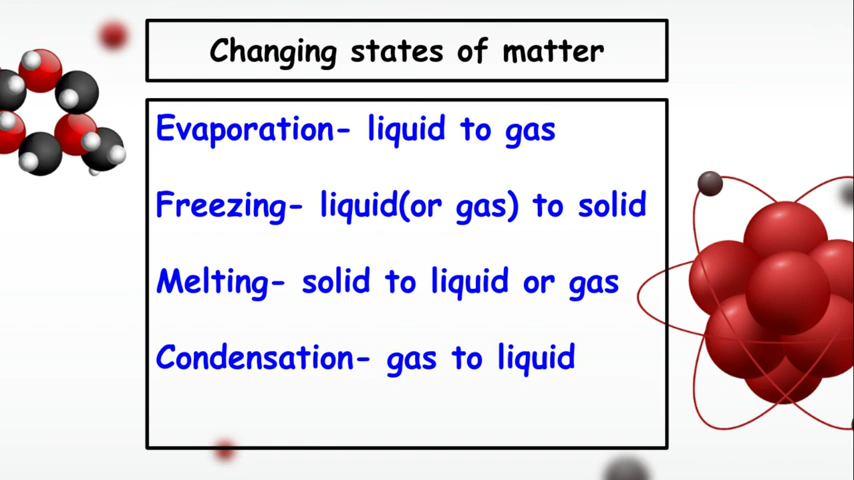 Changing states of matter
Evaporation- liquid to gas
Freezing- liquid(or gas) to solid
Melting- solid to liquid or gas
Condensation- gas to liquid